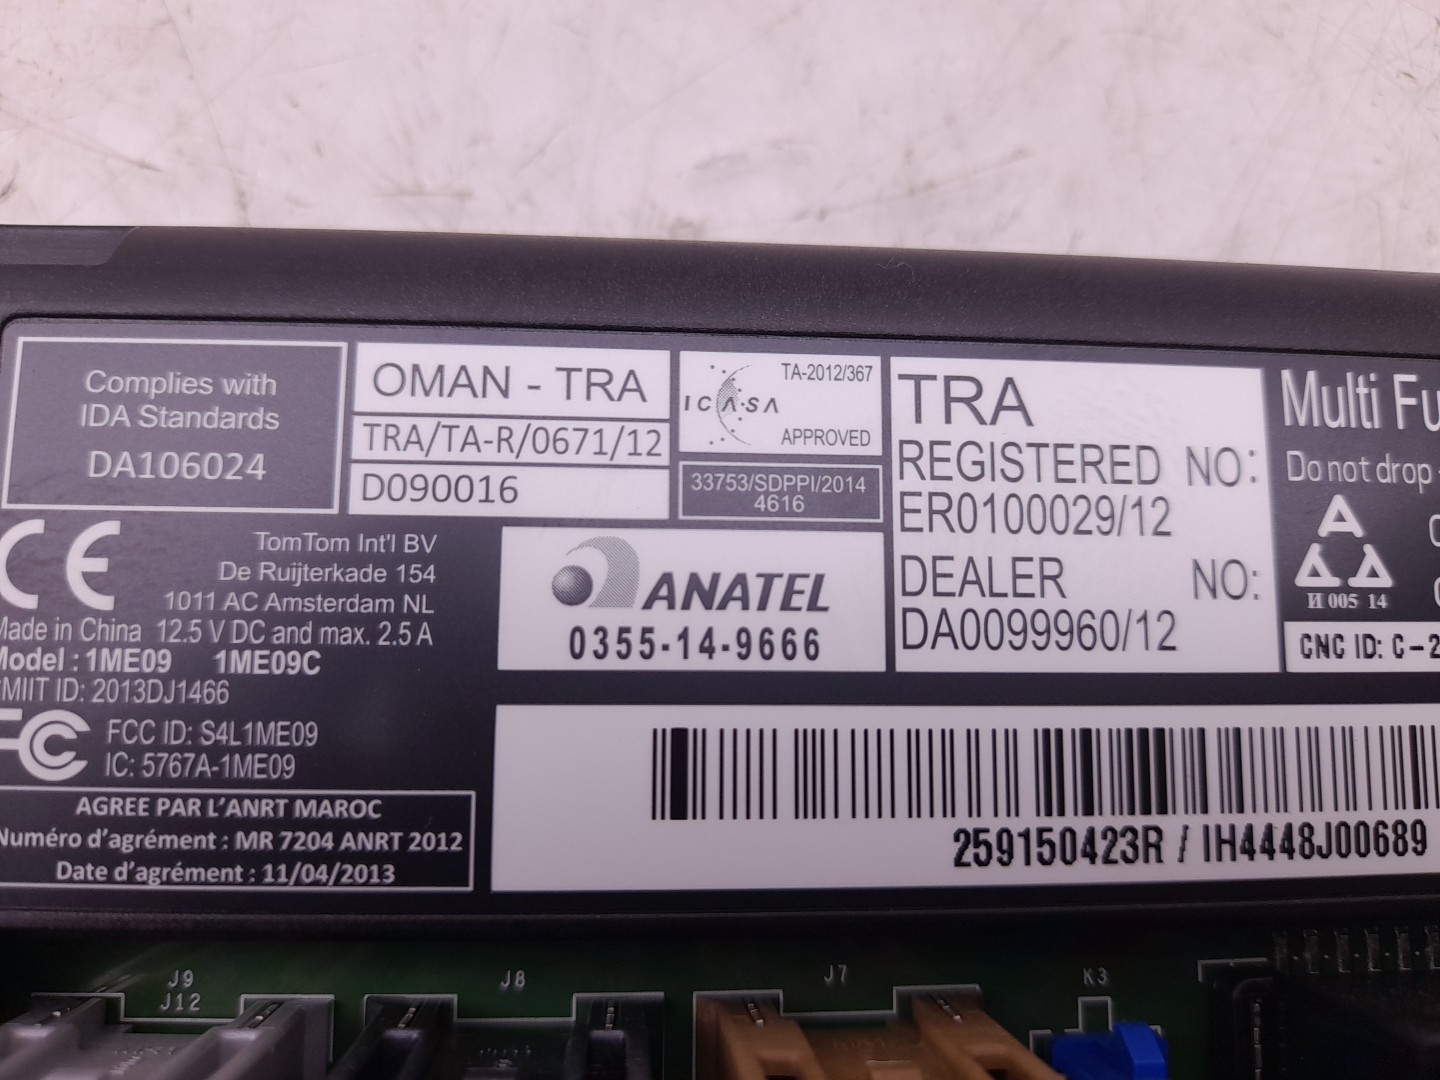 Complies with
IDA Standards
DA106024
OMAN - TRA
TRA/TA-R/0671/12
D090016
TA-2012/367
ICASA
APPROVED
33753/SDPPI/2014
4616
TRA
REGISTERED NO:
ER0100029/12
DEALER NO:
DA0099960/12
Multi Fu
Do not drop
A
И 005 14
CNC ID: C-2
CE
TomTom Int'l BV
De Ruijterkade 154
1011 AC Amsterdam NL
Made in China 12.5 V DC and max. 2.5 A
Model : 1ME09 1ME09C
CMIIT ID: 2013DJ1466
FC
FCC ID: S4L1ME09
IC: 5767A-1ME09
ANATEL
0355-14-9666
AGREE PAR L'ANRT MAROC
Numéro d'agrément : MR 7204 ANRT 2012
Date d'agrément : 11/04/2013
259150423R / IH4448J00689
J9
J12
J8
J7
K3